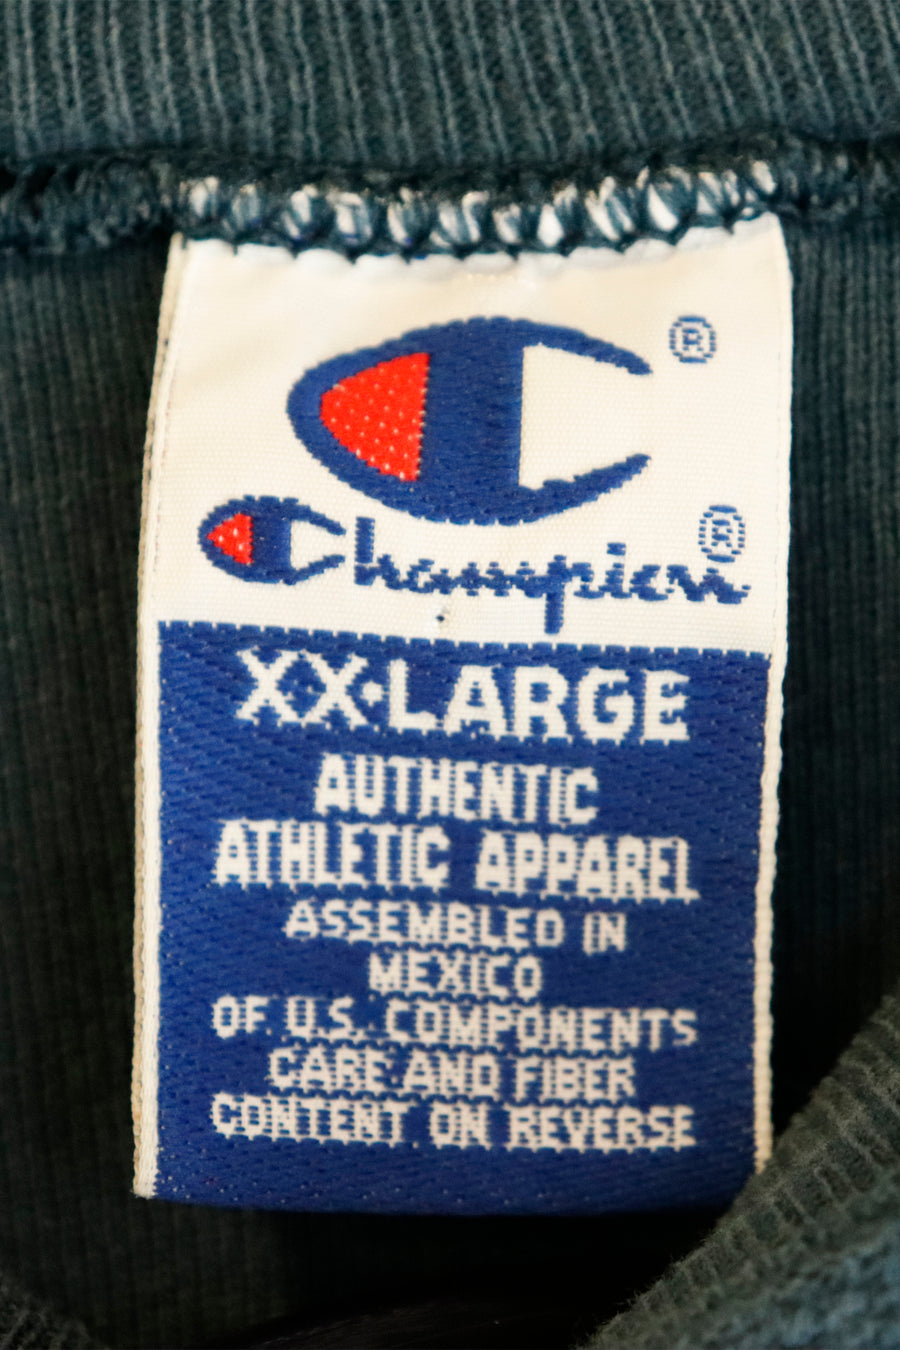 ®
Champion®
XX-LARGE
AUTHENTIC
ATHLETIC APPAREL
ASSEMBLED IN
MEXICO
OF U.S. COMPONENTS
CARE AND FIBER
CONTENT ON REVERSE